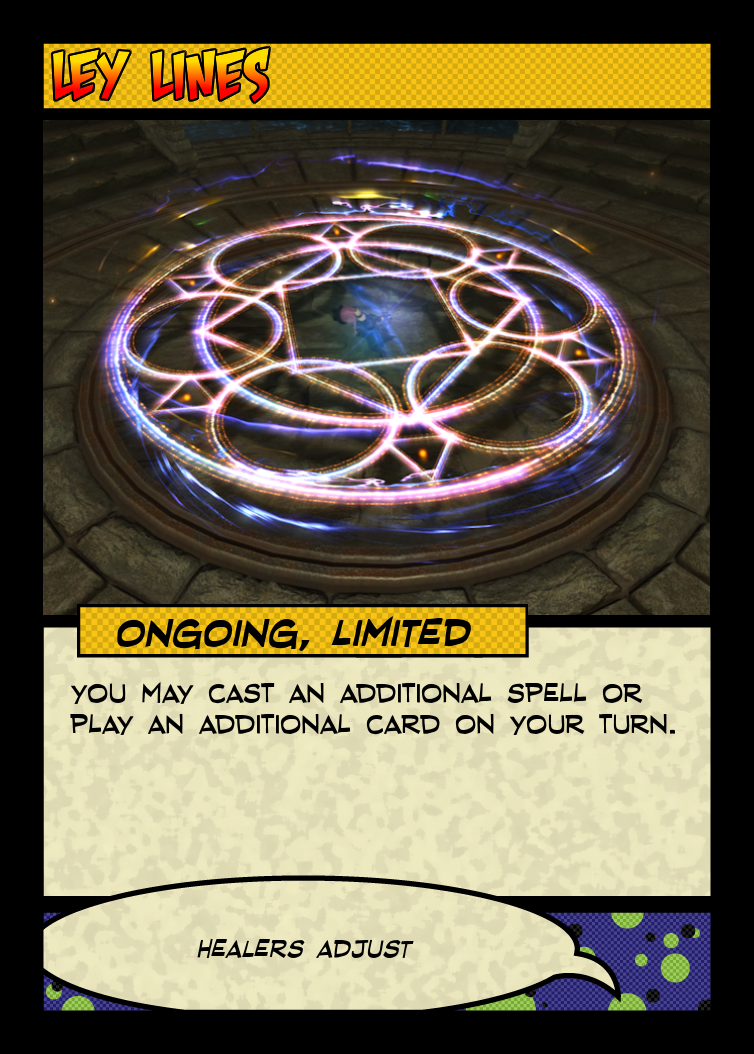 LEY LINES
ONGOING, LIMITED
YOU MAY CAST AN ADDITIONAL SPELL OR
PLAY AN ADDITIONAL CARD ON YOUR TURN.
HEALERS ADJUST